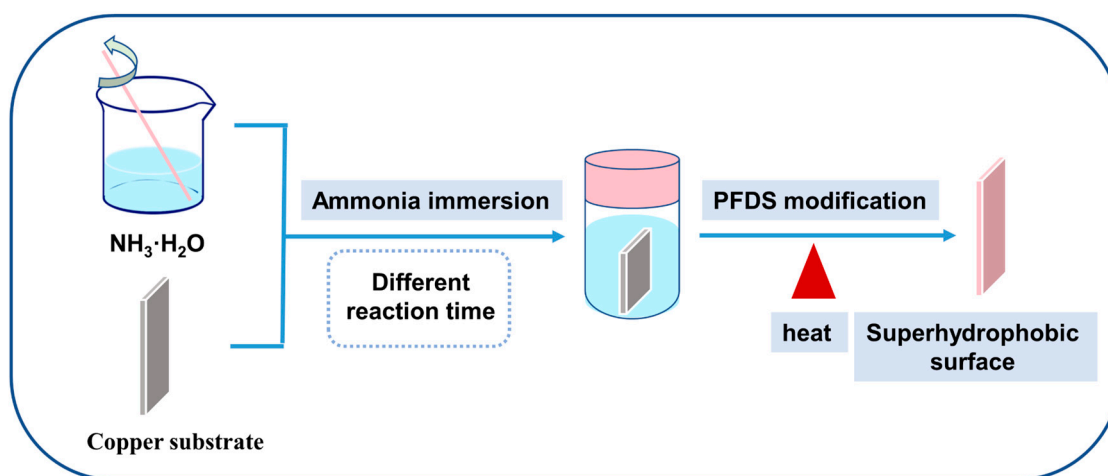 NH₃·H₂O
Copper substrate
Ammonia immersion
Different
reaction time
PFDS modification
heat
Superhydrophobic
surface